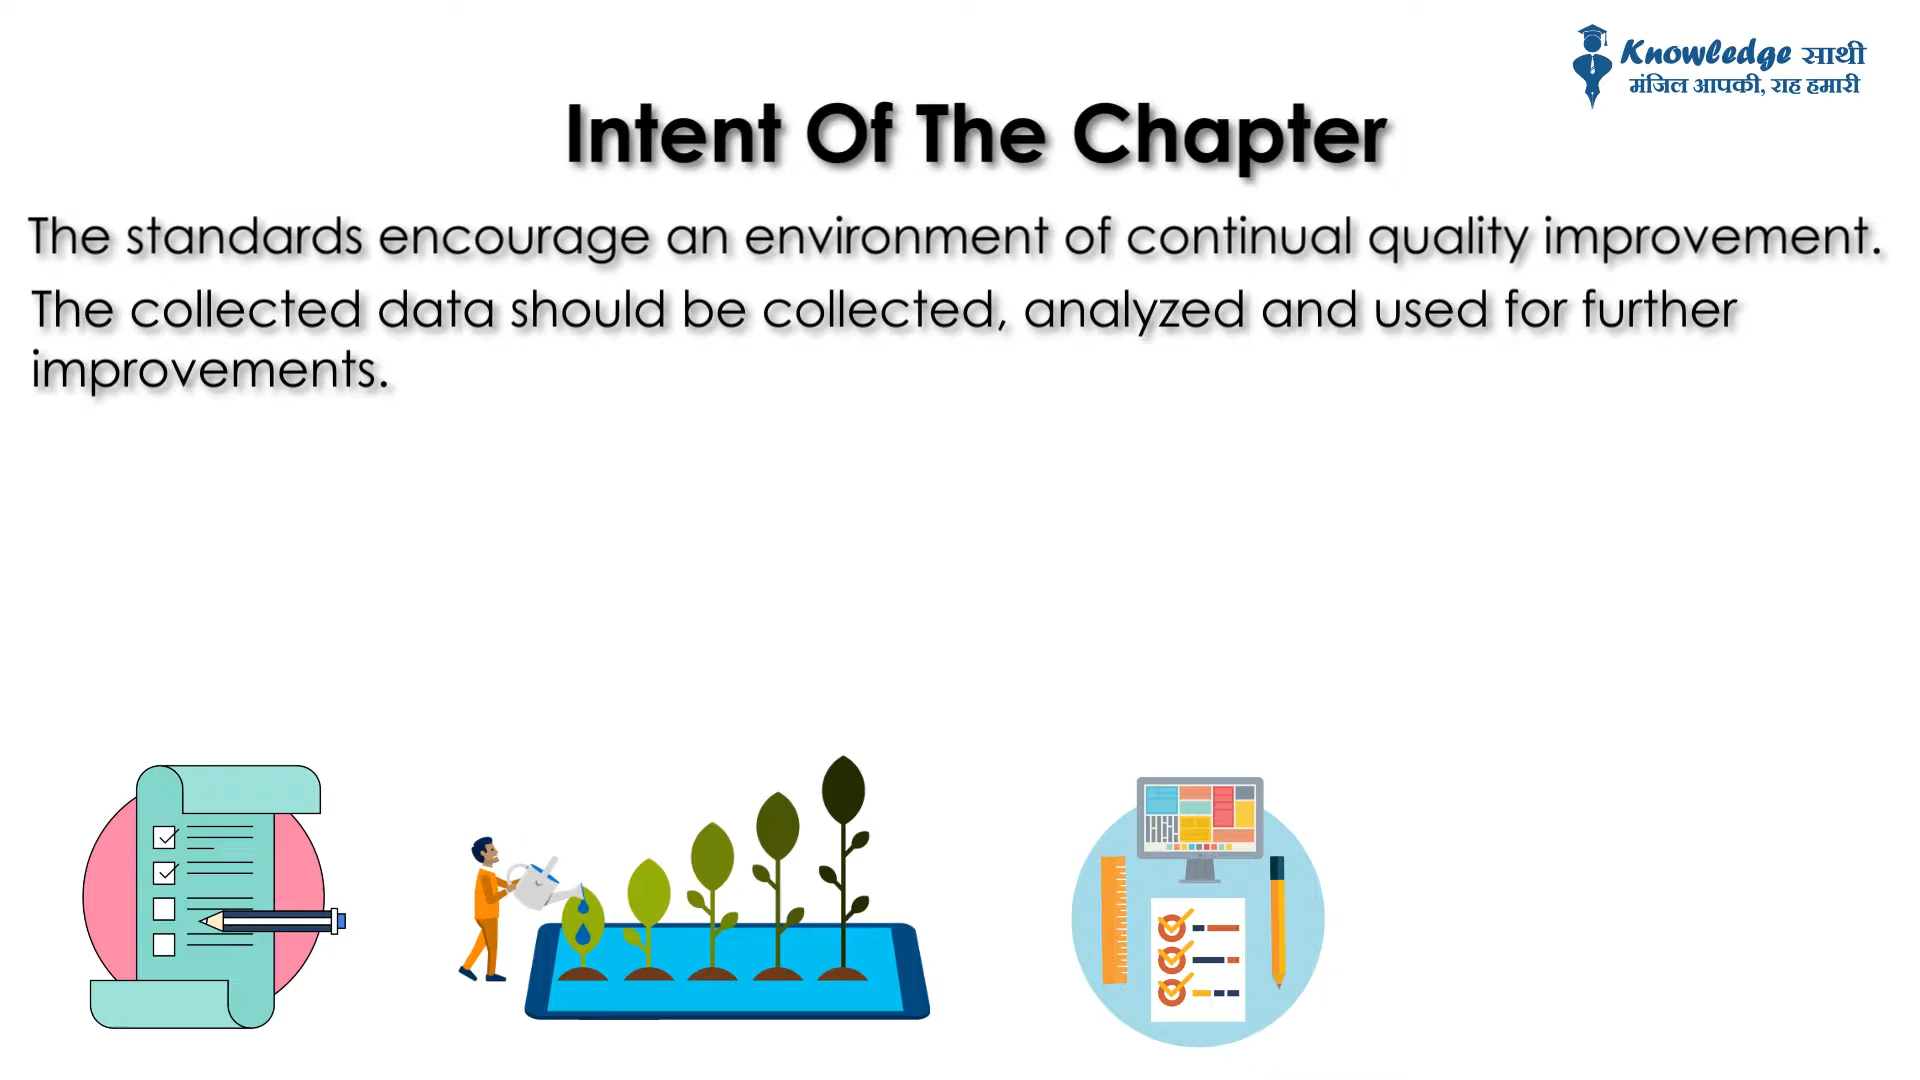 Knowledge साथी
मंजिल आपकी, राह हमारी
Intent Of The Chapter
The standards encourage an environment of continual quality improvement.
The collected data should be collected, analyzed and used for further
improvements.